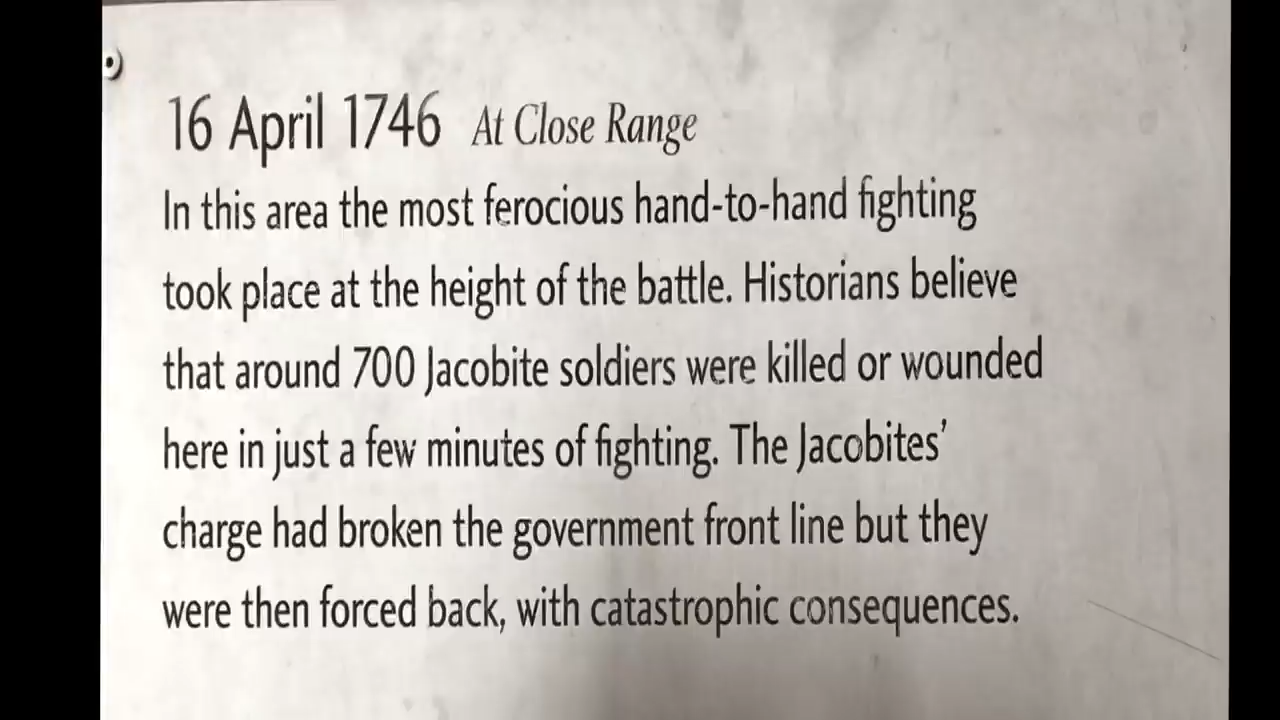 16 April 1746 At Close Range
In this area the most ferocious hand-to-hand fighting
took place at the height of the battle. Historians believe
that around 700 Jacobite soldiers were killed or wounded
here in just a few minutes of fighting. The Jacobites’
charge had broken the government front line but they
were then forced back, with catastrophic consequences.